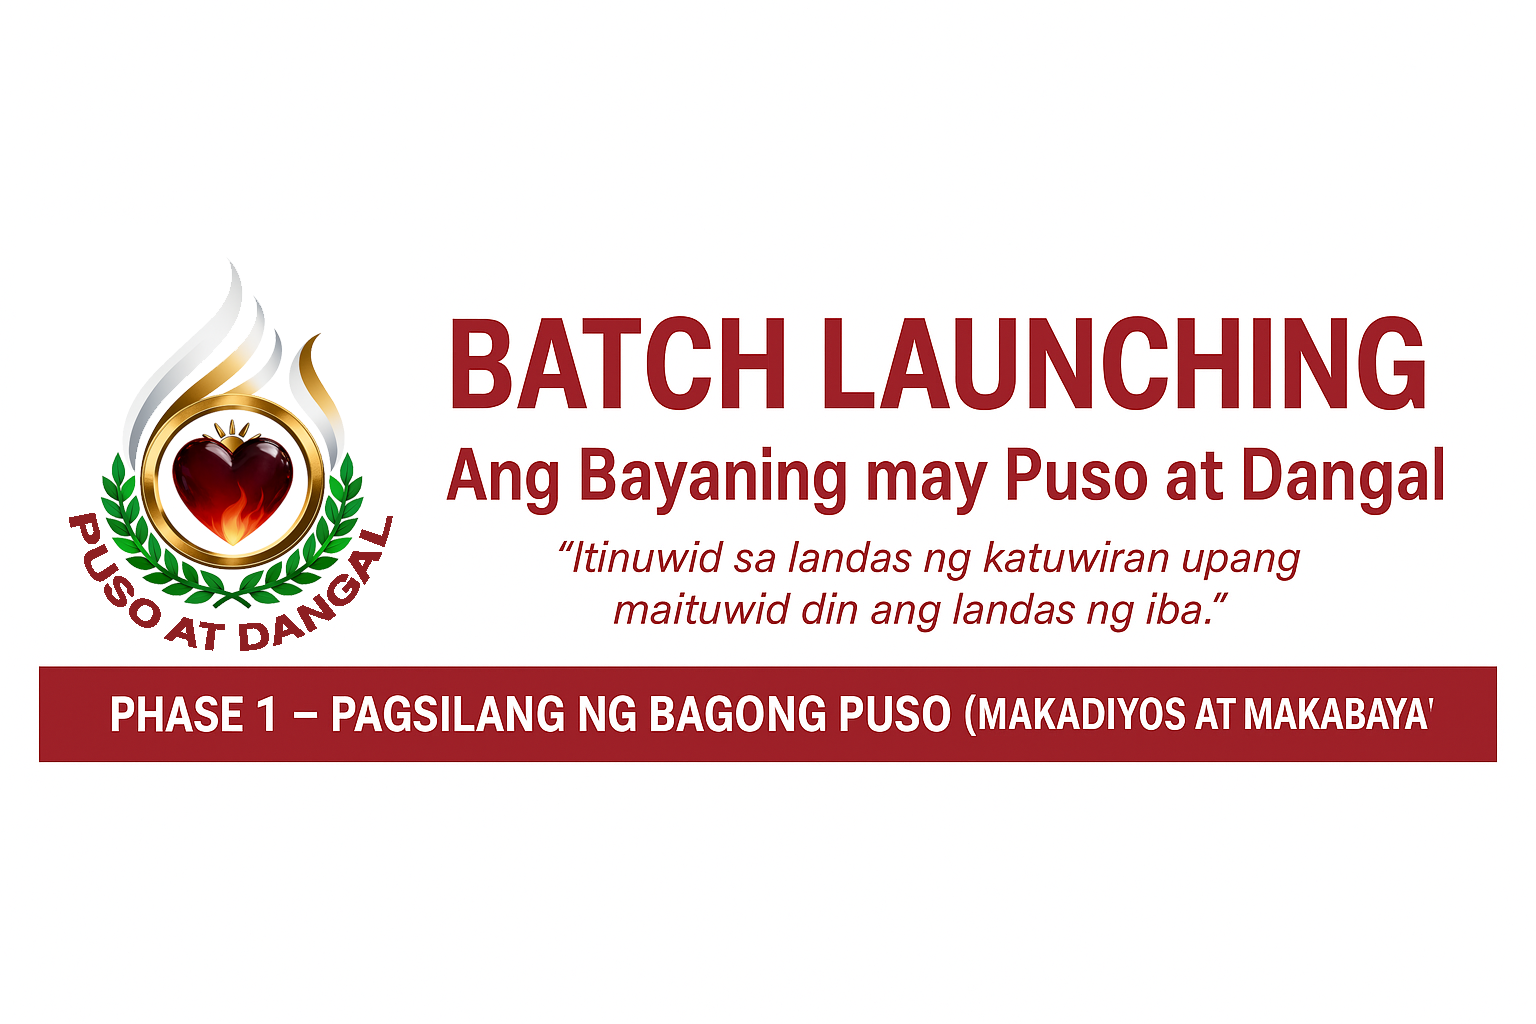 BATCH LAUNCHING
Ang Bayaning may Puso at Dangal
“Itinuwid sa landas ng katuwiran upang
maituwid din ang landas ng iba.”
PUSO AT DANGAL
PHASE 1 – PAGSILANG NG BAGONG PUSO (MAKADIYOS AT MAKABAYA'